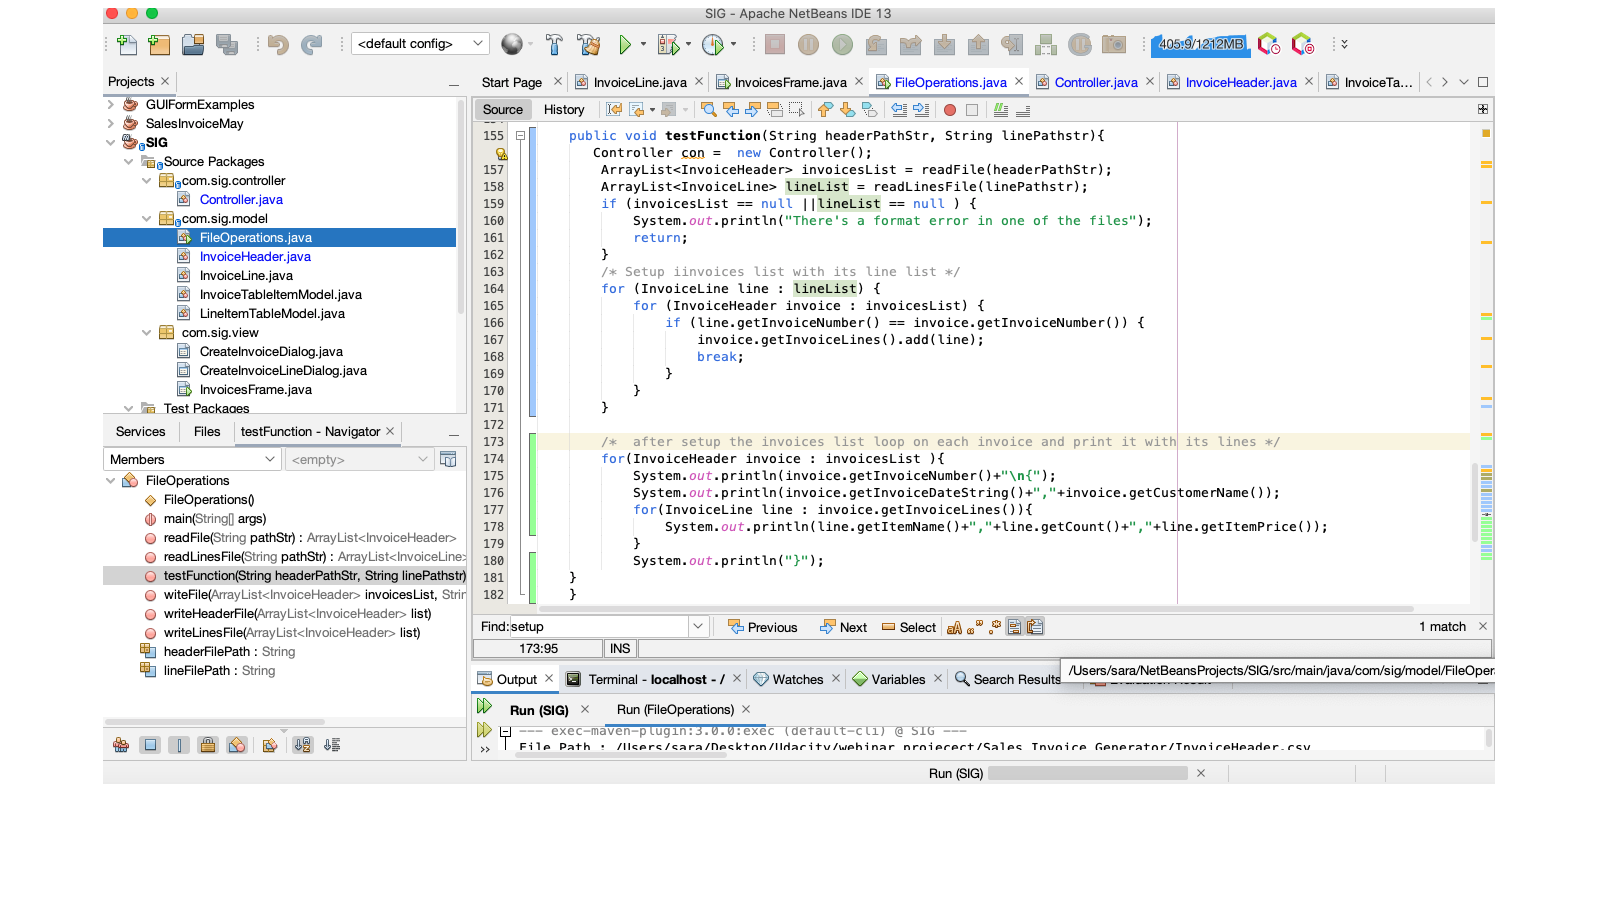 SIG - Apache NetBeans IDE 13
<default config>
405.9/1212MB
Projects
Start Page
InvoiceLine.java
InvoicesFrame.java
FileOperations.java
Controller.java
InvoiceHeader.java
InvoiceTa...
GUIFormExamples
SalesInvoiceMay
SIG
Source Packages
com.sig.controller
Controller.java
com.sig.model
FileOperations.java
InvoiceHeader.java
InvoiceLine.java
InvoiceTableItemModel.java
LineItemTableModel.java
com.sig.view
CreateInvoiceDialog.java
CreateInvoiceLineDialog.java
InvoicesFrame.java
Test Packages
Source History
155 public void testFunction(String headerPathStr, String linePathstr){
Controller con =  new Controller();
157 ArrayList<InvoiceHeader> invoicesList = readFile(headerPathStr);
158 ArrayList<InvoiceLine> lineList = readLinesFile(linePathstr);
159 if (invoicesList == null ||lineList == null ) {
160 System.out.println("There's a format error in one of the files");
161 return;
162 }
163 /* Setup iinvoices list with its line list */
164 for (InvoiceLine line : lineList) {
165 for (InvoiceHeader invoice : invoicesList) {
166 if (line.getInvoiceNumber() == invoice.getInvoiceNumber()) {
167 invoice.getInvoiceLines().add(line);
168 break;
169 }
170 }
171 }
172
173 /*  after setup the invoices list loop on each invoice and print it with its lines */
174 for(InvoiceHeader invoice : invoicesList ){
175 System.out.println(invoice.getInvoiceNumber()+"\n{");
176 System.out.println(invoice.getInvoiceDateString()+","+invoice.getCustomerName());
177 for(InvoiceLine line : invoice.getInvoiceLines()){
178 System.out.println(line.getItemName()+","+line.getCount()+","+line.getItemPrice());
179 }
180 System.out.println("}");
181 }
182 }
Services Files testFunction - Navigator
Members
<empty>
FileOperations
FileOperations()
main(String[] args)
readFile(String pathStr) : ArrayList<InvoiceHeader>
readLinesFile(String pathStr) : ArrayList<InvoiceLine>
testFunction(String headerPathStr, String linePathstr)
witeFile(ArrayList<InvoiceHeader> invoicesList, Strin
writeHeaderFile(ArrayList<InvoiceHeader> list)
writeLinesFile(ArrayList<InvoiceHeader> list)
headerFilePath : String
lineFilePath : String
Find: setup
Previous Next Select
1 match
173:95 INS
Output
Terminal - localhost - /
Watches
Variables
Search Results
/Users/sara/NetBeansProjects/SIG/src/main/java/com/sig/model/FileOpera
Run (SIG)
Run (FileOperations)
--- exec-maven-plugin:3.0.0:exec (default-cli) @ SIG ---
File Path : /Users/sara/Desktop/Udacity/webinar projecect/Sales Invoice Generator/InvoiceHeader.csv
Run (SIG)